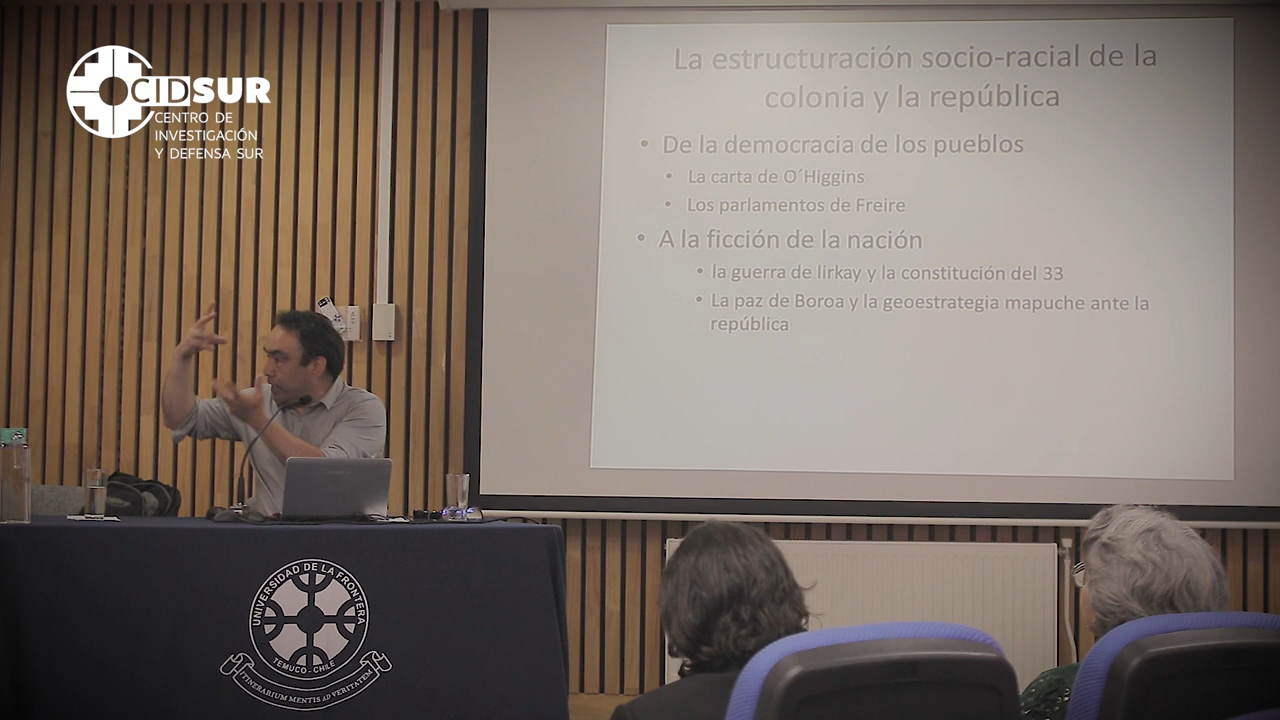 CIDSUR
CENTRO DE
INVESTIGACIÓN
Y DEFENSA SUR
La estructuración socio-racial de la
colonia y la república
• De la democracia de los pueblos
• La carta de O´Higgins
• Los parlamentos de Freire
• A la ficción de la nación
• la guerra de lirkay y la constitución del 33
• La paz de Boroa y la geoestrategia mapuche ante la
república
UNIVERSIDAD DE LA FRONTERA
TEMUCO - CHILE
ITINERARIUM MENTIS AD VERITATEM